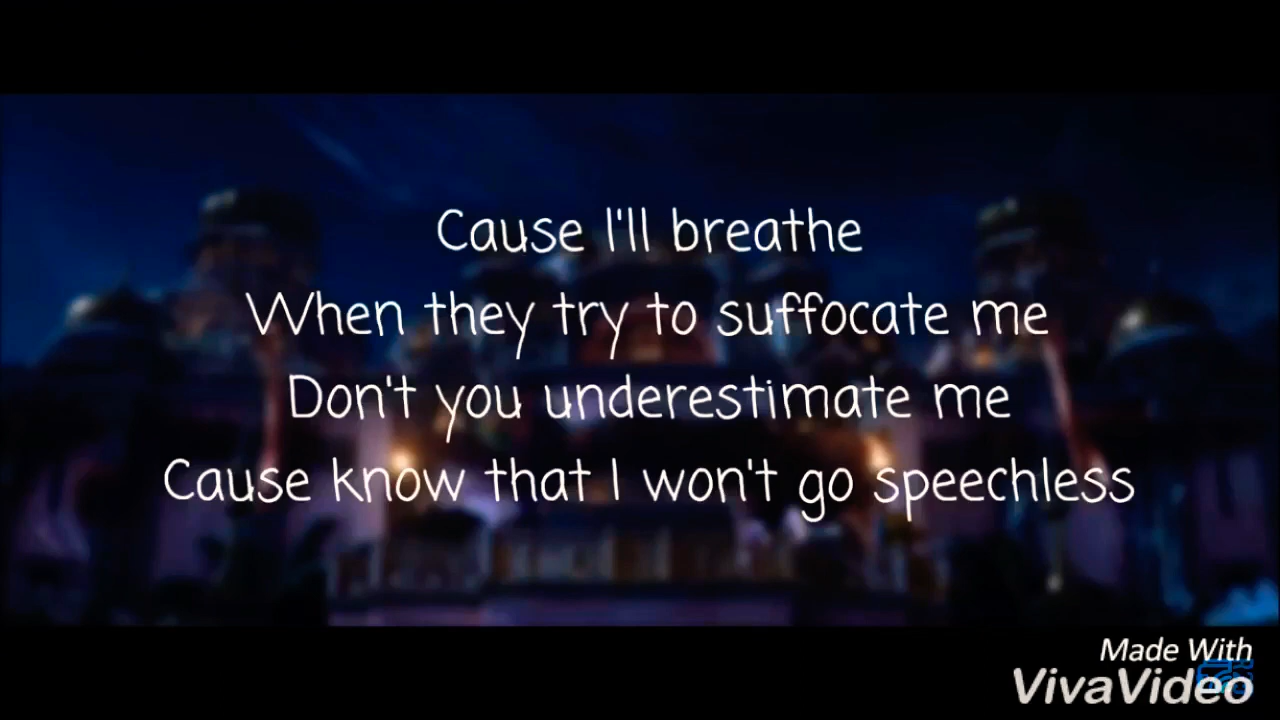 Cause I'll breathe
When they try to suffocate me
Don't you underestimate me
Cause know that I won't go speechless
Made With
VivaVideo